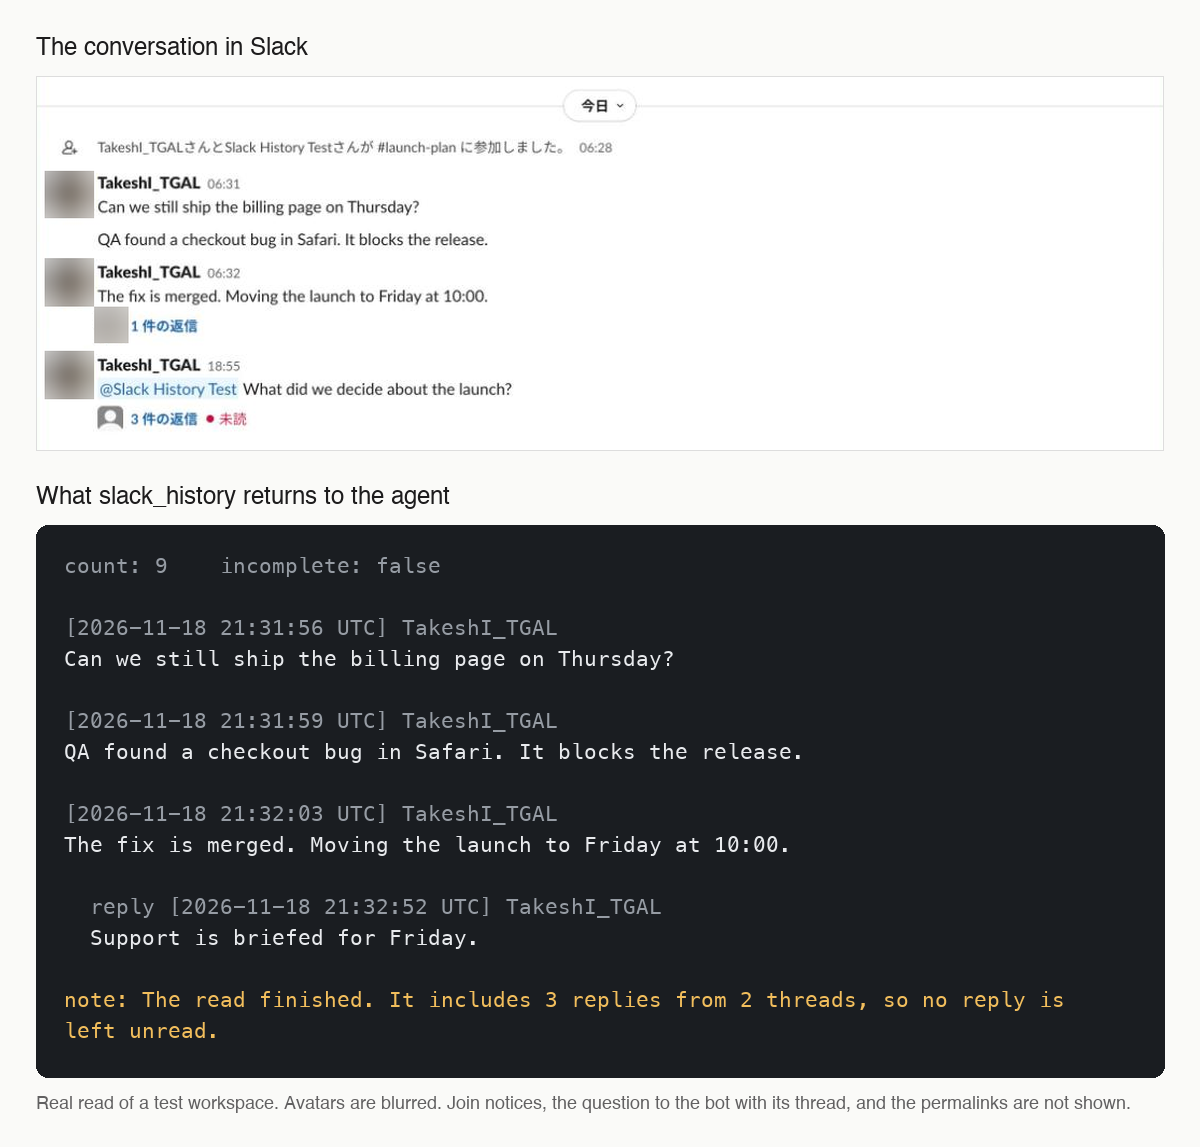 The conversation in Slack
今日
TakeshI_TGALさんとSlack History Testさんが #launch-plan に参加しました。 06:28
TakeshI_TGAL 06:31
Can we still ship the billing page on Thursday?
QA found a checkout bug in Safari. It blocks the release.
TakeshI_TGAL 06:32
The fix is merged. Moving the launch to Friday at 10:00.
1 件の返信
TakeshI_TGAL 18:55
@Slack History Test What did we decide about the launch?
3 件の返信 ● 未読
What slack_history returns to the agent
count: 9 incomplete: false
[2026-11-18 21:31:56 UTC] TakeshI_TGAL
Can we still ship the billing page on Thursday?
[2026-11-18 21:31:59 UTC] TakeshI_TGAL
QA found a checkout bug in Safari. It blocks the release.
[2026-11-18 21:32:03 UTC] TakeshI_TGAL
The fix is merged. Moving the launch to Friday at 10:00.
reply [2026-11-18 21:32:52 UTC] TakeshI_TGAL
Support is briefed for Friday.
note: The read finished. It includes 3 replies from 2 threads, so no reply is
left unread.
Real read of a test workspace. Avatars are blurred. Join notices, the question to the bot with its thread, and the permalinks are not shown.